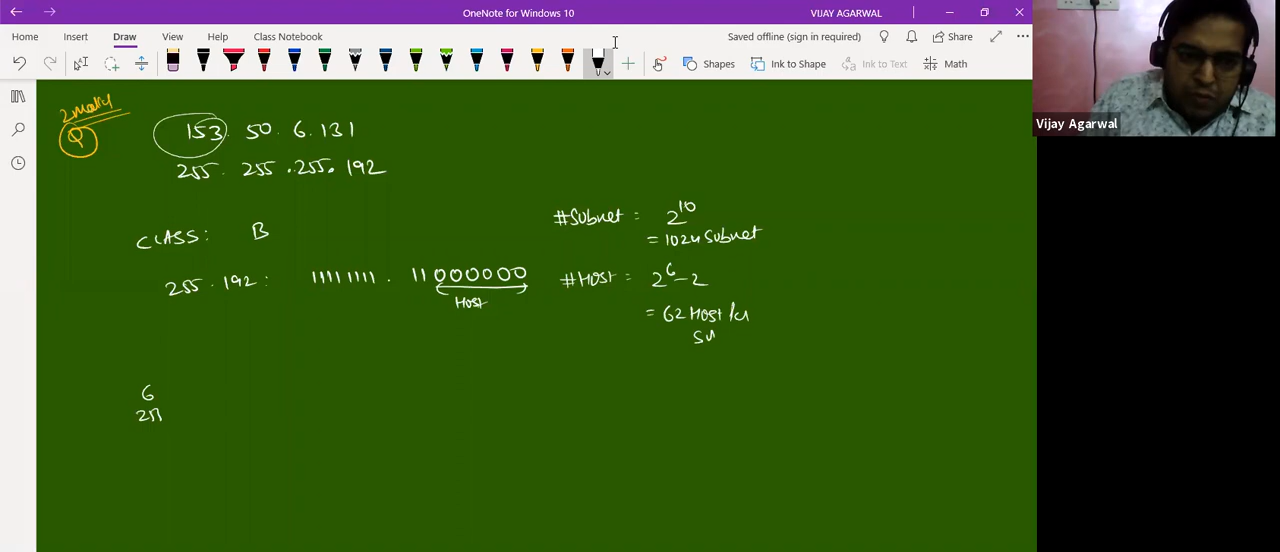 OneNote for Windows 10
VIJAY AGARWAL
Home Insert Draw View Help Class Notebook
Saved offline (sign in required) Share
Shapes Ink to Shape Ink to Text Math
Vijay Agarwal
Q
153. 50. 6. 131
255. 255. 255. 192
CLASS: B
#Subnet = 2^10
= 1024 Subnet
255.192: 11111111. 11000000
Host
#HOST = 2^6-2
= 62 Host
6